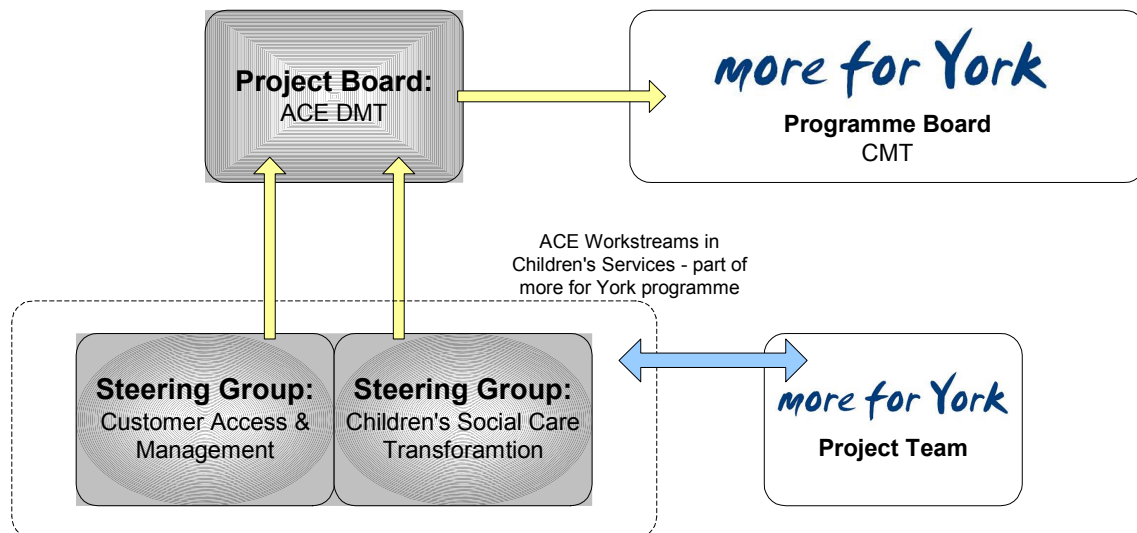 Project Board:
ACE DMT
more for York
Programme Board
CMT
ACE Workstreams in
Children's Services - part of
more for York programme
Steering Group:
Customer Access &
Management
Steering Group:
Children's Social Care
Transforamtion
more for York
Project Team